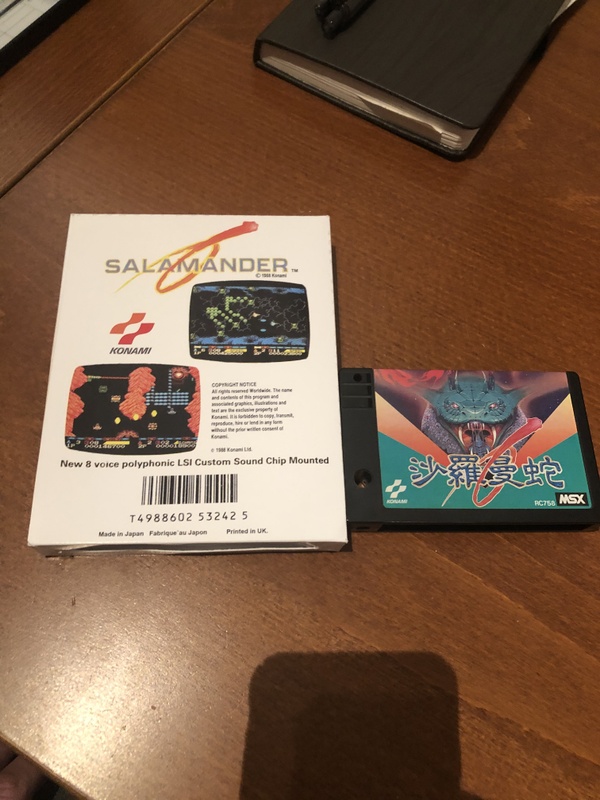 SALAMANDER™
© 1988 Konami
KONAMI
COPYRIGHT NOTICE
All rights reserved Worldwide. The name
and contents of this program and
associated graphics, illustrations and
text are the exclusive property of
Konami. It is forbidden to copy, transmit,
reproduce, hire or lend in any form
without the prior written consent of
Konami.
© 1988 Konami Ltd.
New 8 voice polyphonic LSI Custom Sound Chip Mounted
T4988602 53242 5
Made in Japan Fabrique au Japon Printed in UK.
沙羅曼蛇
KONAMI
RC758 MSX